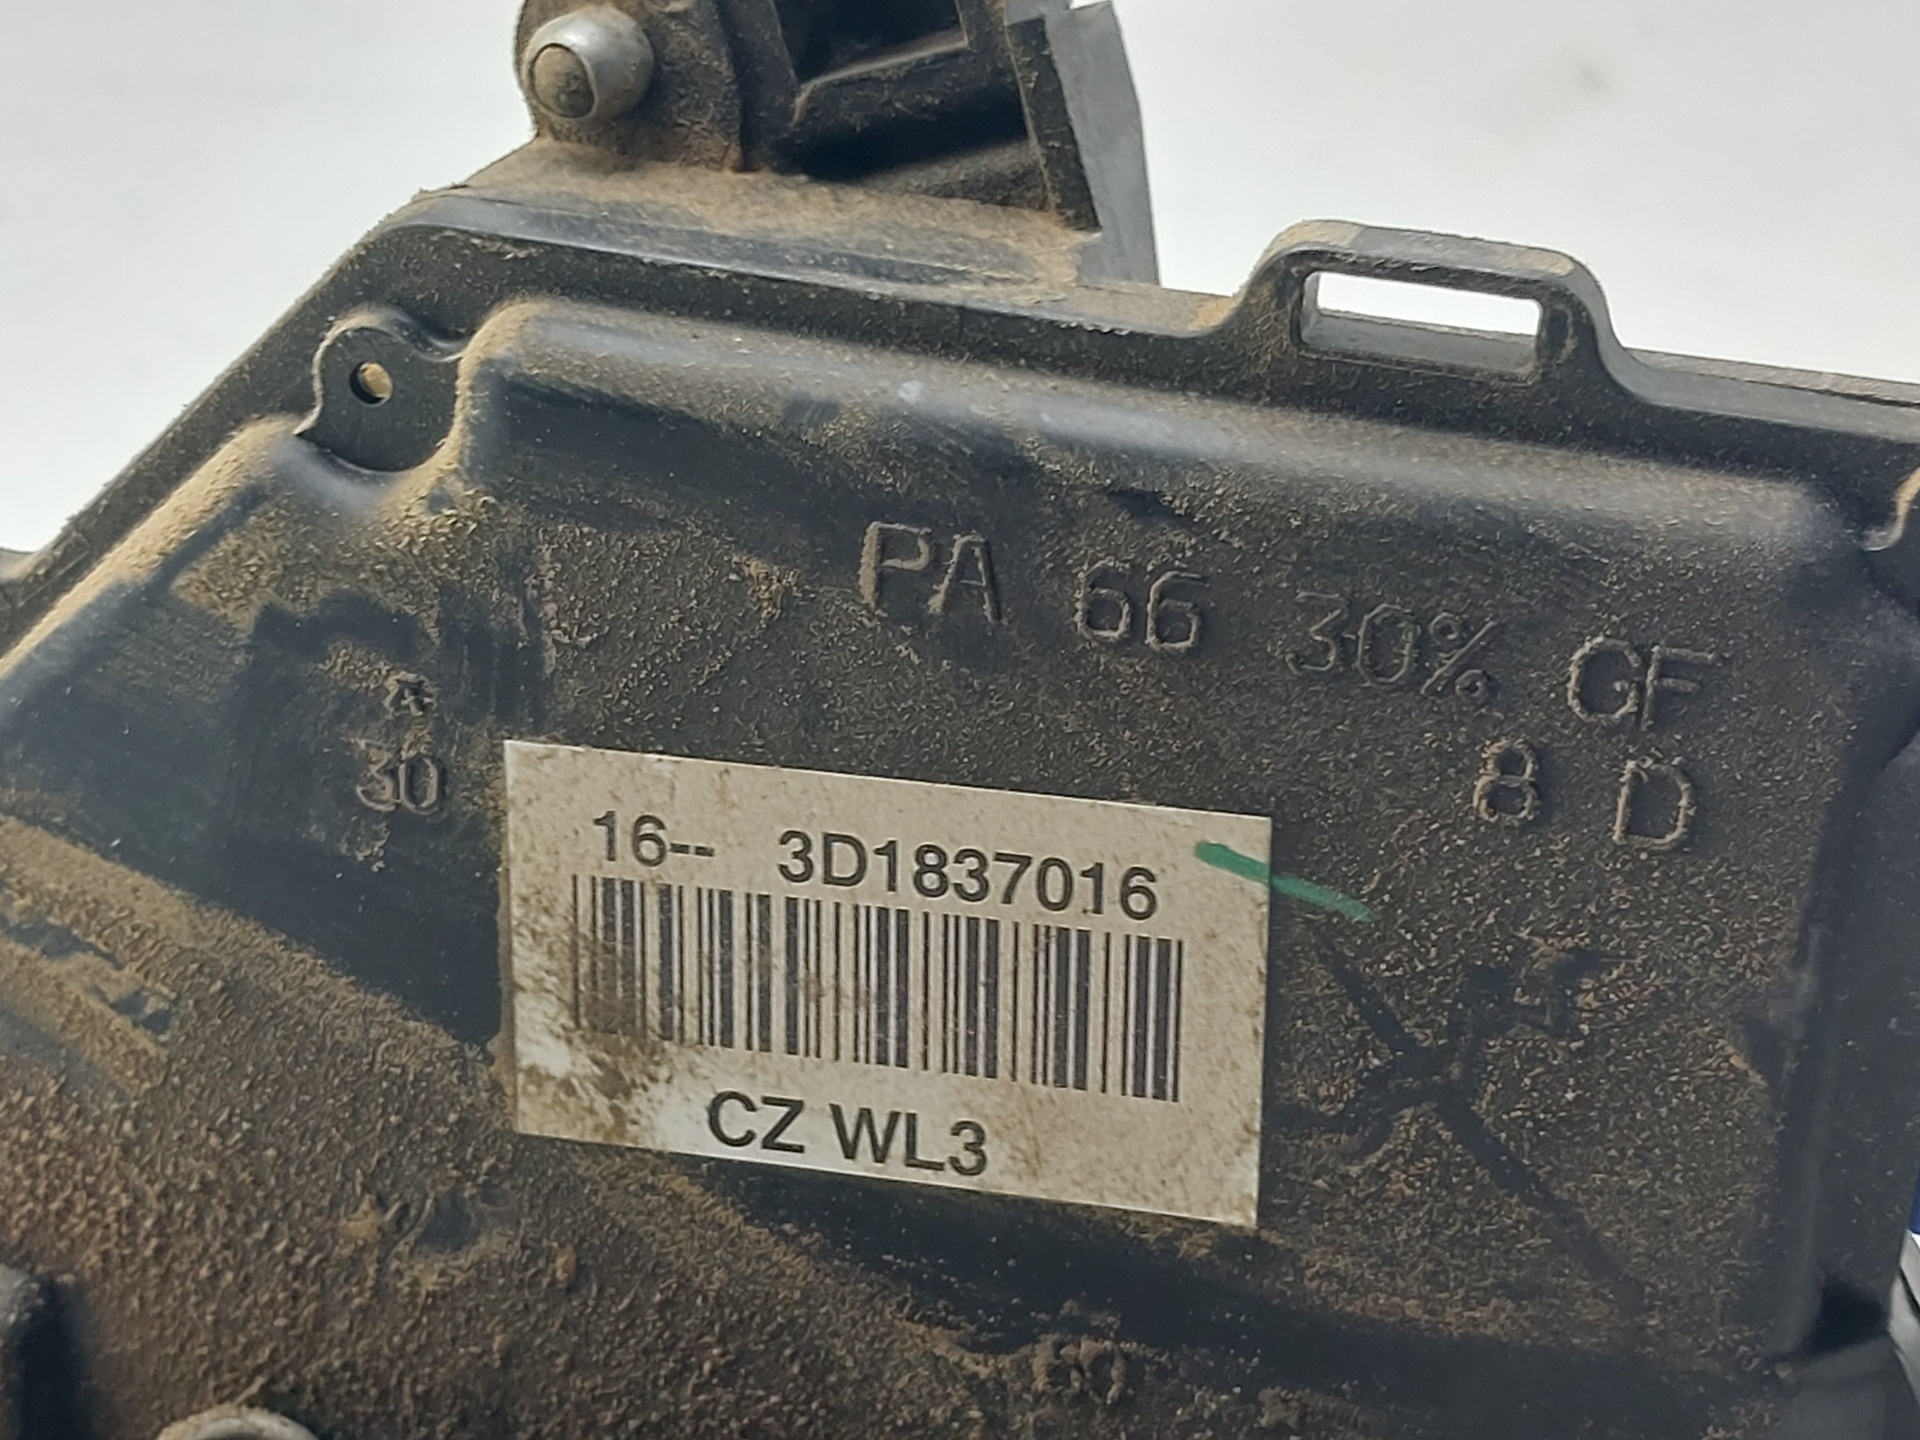 PA 66 30% GF
8 D
30
16-- 3D1837016
CZ WL3